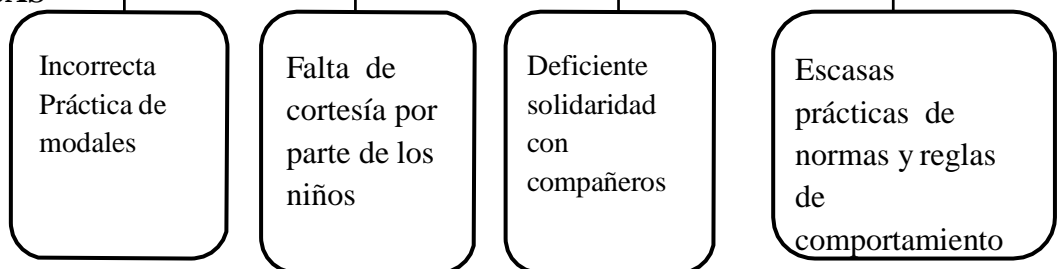 Incorrecta
Práctica de
modales
Falta de
cortesía por
parte de los
niños
Deficiente
solidaridad
con
compañeros
Escasas
prácticas de
normas y reglas
de
comportamiento